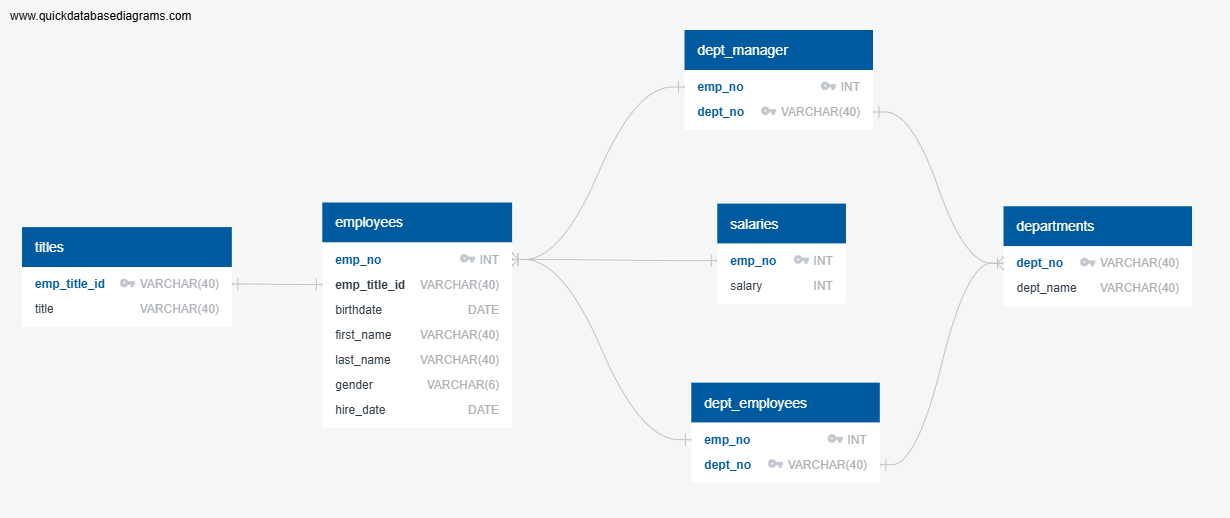 www.quickdatabasediagrams.com
titles
emp_title_id VARCHAR(40)
title VARCHAR(40)
employees
emp_no INT
emp_title_id VARCHAR(40)
birthdate DATE
first_name VARCHAR(40)
last_name VARCHAR(40)
gender VARCHAR(6)
hire_date DATE
dept_manager
emp_no INT
dept_no VARCHAR(40)
salaries
emp_no INT
salary INT
dept_employees
emp_no INT
dept_no VARCHAR(40)
departments
dept_no VARCHAR(40)
dept_name VARCHAR(40)